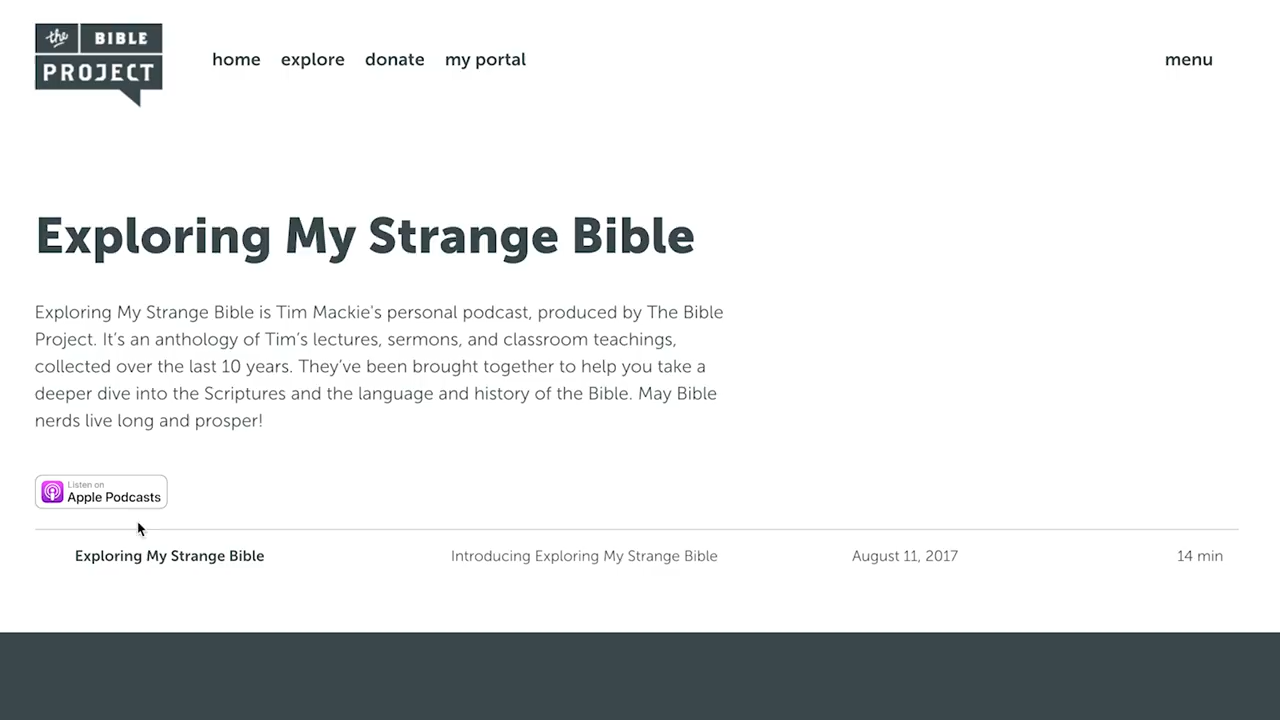 the BIBLE
PROJECT
home explore donate my portal menu
Exploring My Strange Bible
Exploring My Strange Bible is Tim Mackie's personal podcast, produced by The Bible
Project. It's an anthology of Tim’s lectures, sermons, and classroom teachings,
collected over the last 10 years. They’ve been brought together to help you take a
deeper dive into the Scriptures and the language and history of the Bible. May Bible
nerds live long and prosper!
Listen on
Apple Podcasts
Exploring My Strange Bible Introducing Exploring My Strange Bible August 11, 2017 14 min